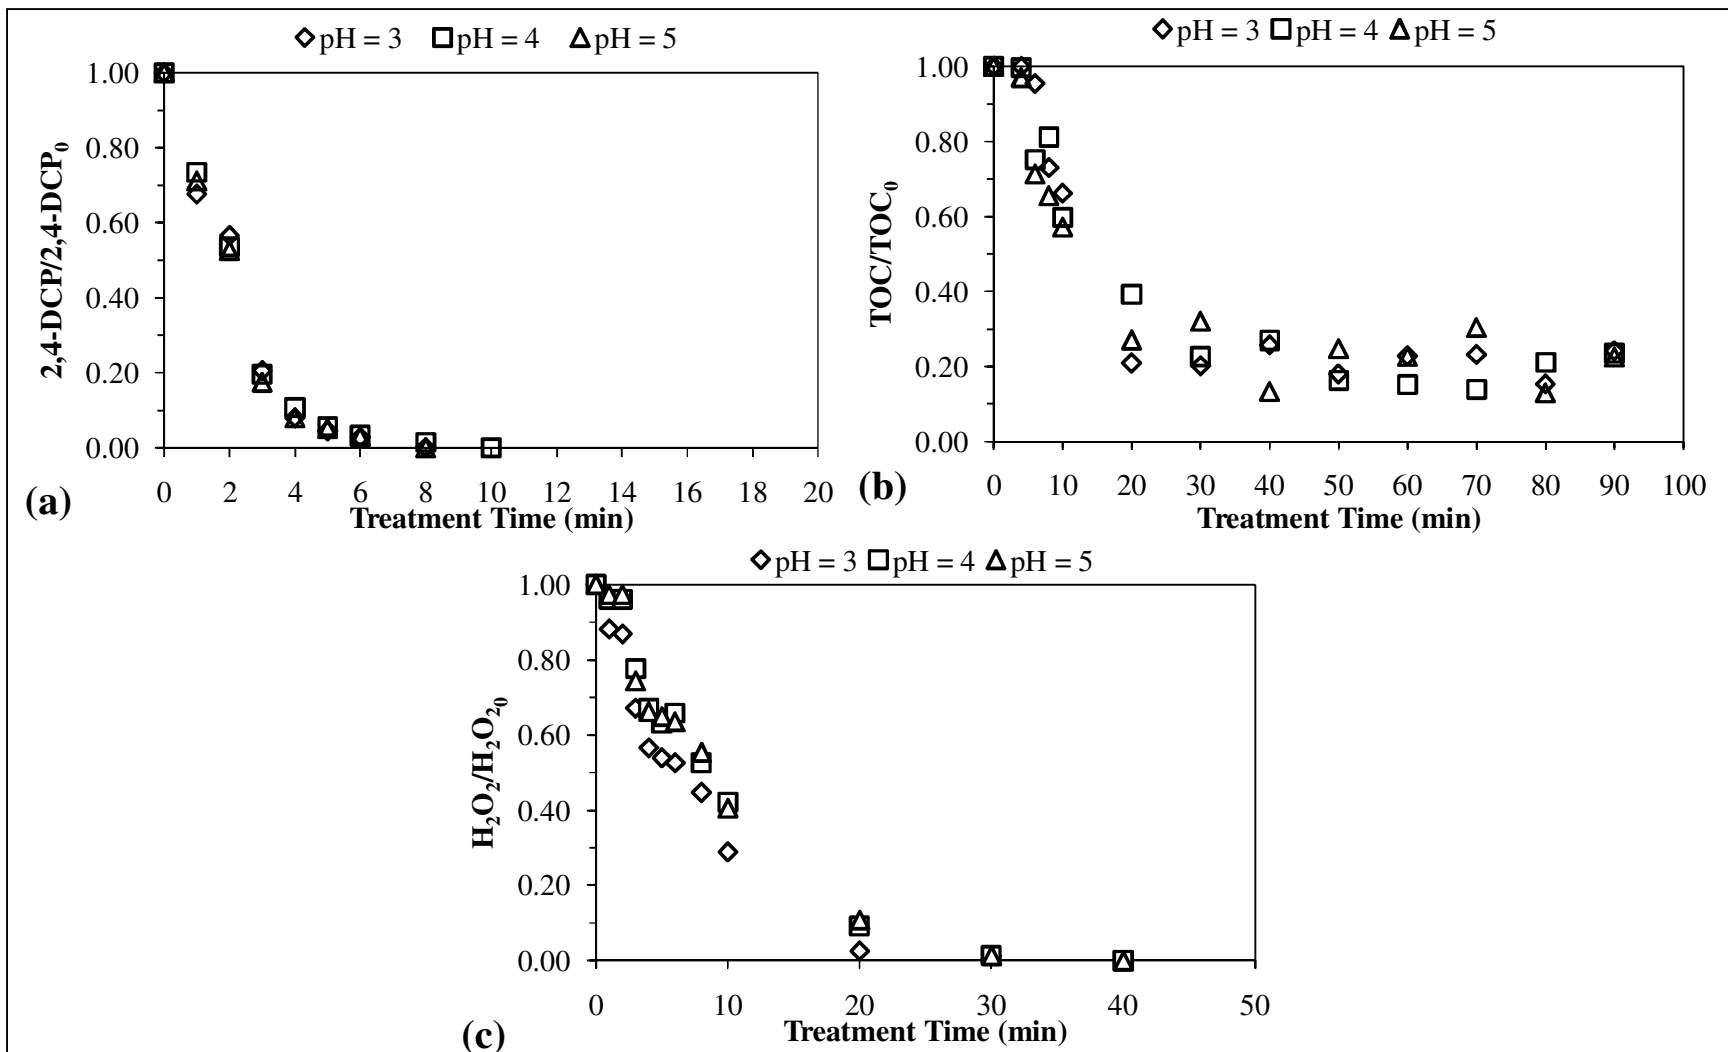 pH = 3 pH = 4 pH = 5
1.00
0.80
0.60
0.40
0.20
0.00
2,4-DCP/2,4-DCP₀
0 2 4 6 8 10 12 14 16 18 20
Treatment Time (min)
(a)
pH = 3 pH = 4 pH = 5
1.00
0.80
0.60
0.40
0.20
0.00
TOC/TOC₀
0 10 20 30 40 50 60 70 80 90 100
Treatment Time (min)
(b)
pH = 3 pH = 4 pH = 5
1.00
0.80
0.60
0.40
0.20
0.00
H₂O₂/H₂O₂₀
0 10 20 30 40 50
Treatment Time (min)
(c)